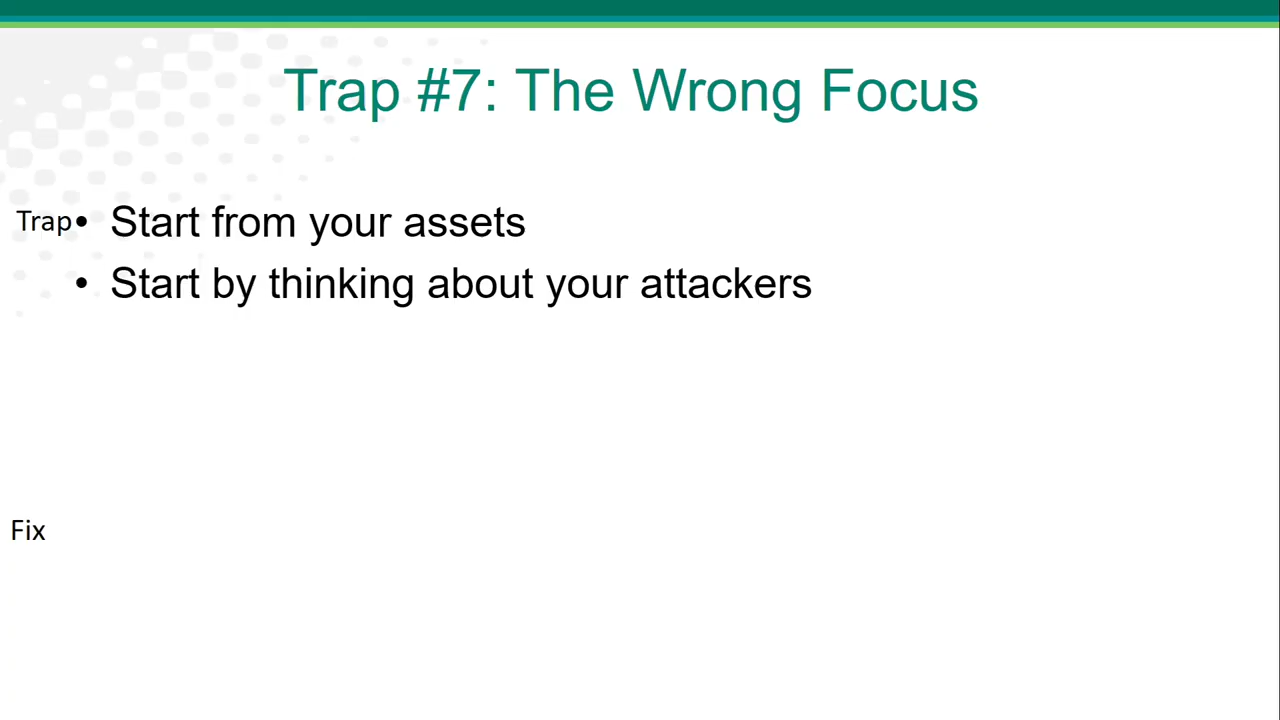 Trap #7: The Wrong Focus
Trap • Start from your assets
• Start by thinking about your attackers
Fix